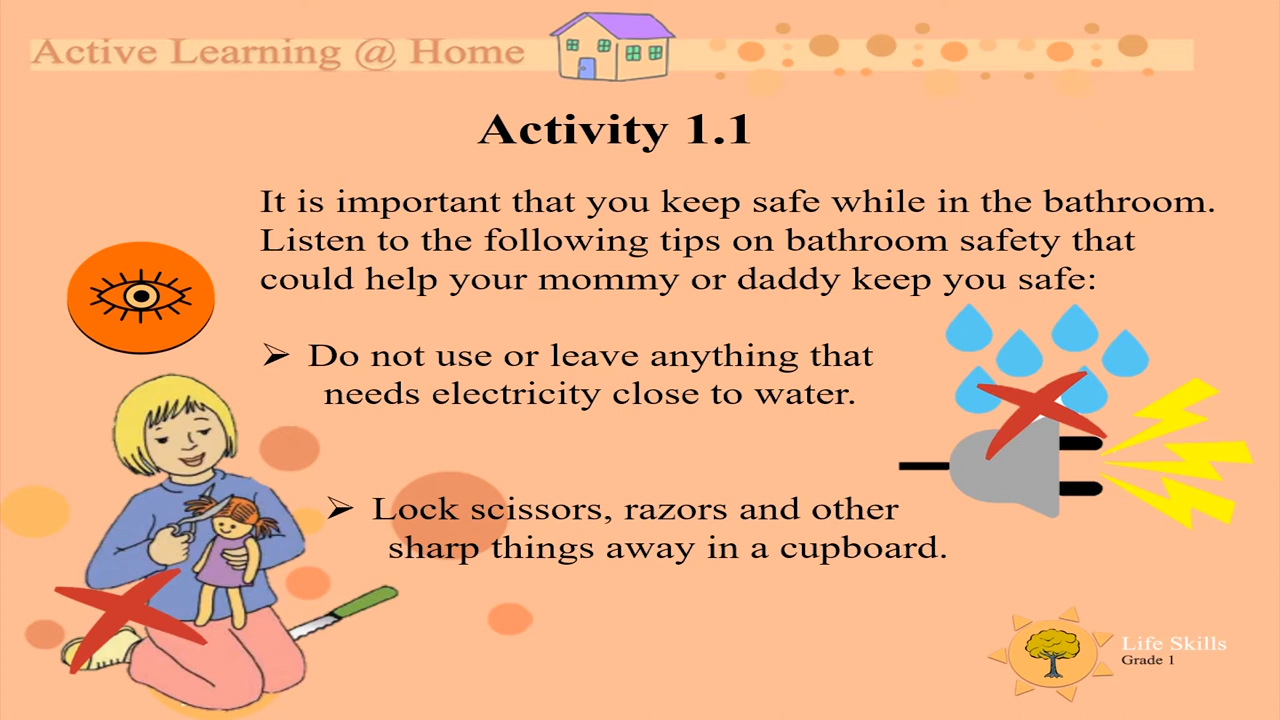 Active Learning @ Home
Activity 1.1
It is important that you keep safe while in the bathroom.
Listen to the following tips on bathroom safety that
could help your mommy or daddy keep you safe:
➢ Do not use or leave anything that
needs electricity close to water.
➢ Lock scissors, razors and other
sharp things away in a cupboard.
Life Skills
Grade 1